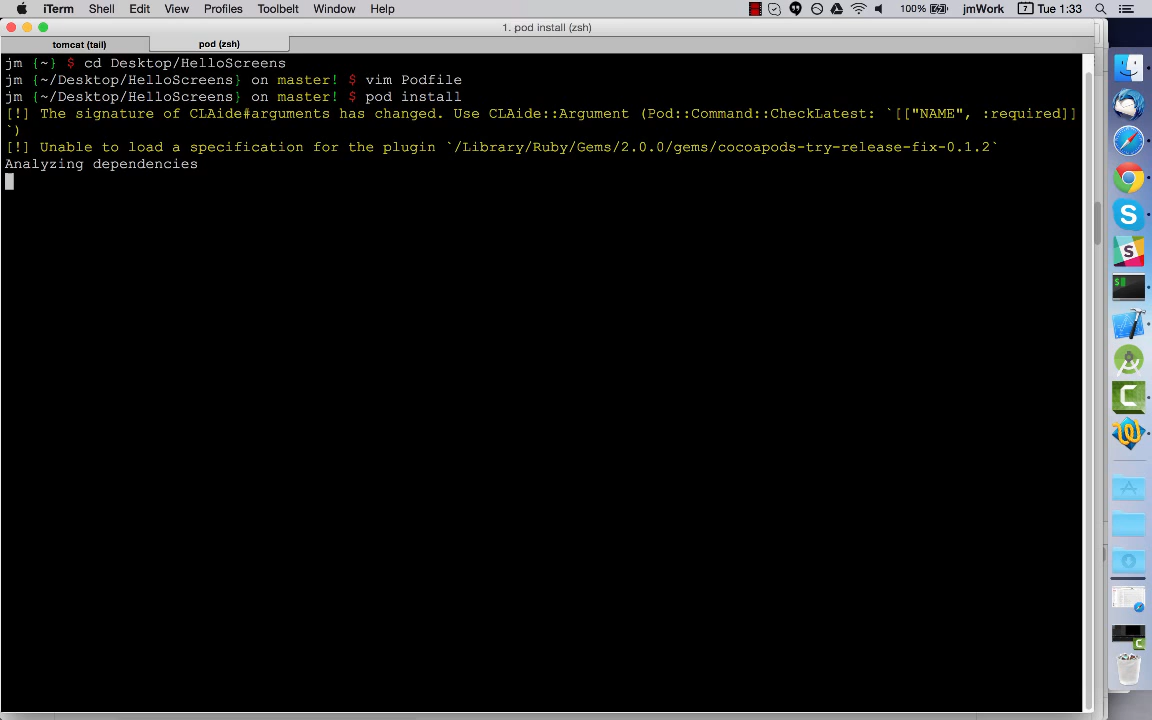 iTerm Shell Edit View Profiles Toolbelt Window Help 100% jmWork Tue 1:33
1. pod install (zsh)
tomcat (tail) pod (zsh)
jm {~} $ cd Desktop/HelloScreens
jm {~/Desktop/HelloScreens} on master! $ vim Podfile
jm {~/Desktop/HelloScreens} on master! $ pod install
[!] The signature of CLAide#arguments has changed. Use CLAide::Argument (Pod::Command::CheckLatest: `[["NAME", :required]]
`)
[!] Unable to load a specification for the plugin `/Library/Ruby/Gems/2.0.0/gems/cocoapods-try-release-fix-0.1.2`
Analyzing dependencies